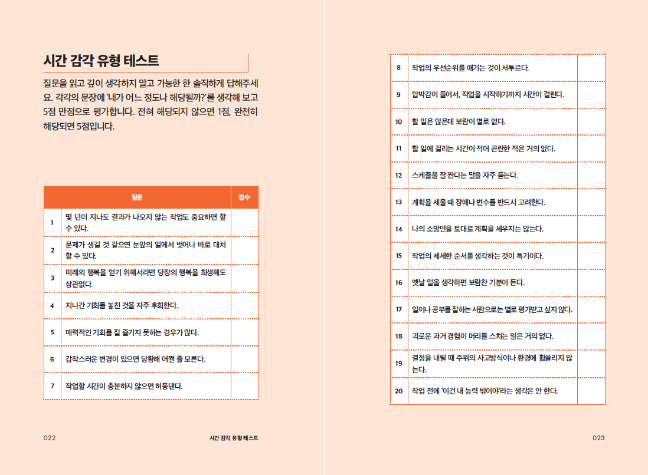 시간 감각 유형 테스트
질문을 읽고 깊이 생각하지 말고 가능한 한 솔직하게 답해주세
요. 각각의 문장에 '내가 어느 정도나 해당될까?'를 생각해 보고
5점 만점으로 평가합니다. 전혀 해당되지 않으면 1점, 완전히
해당되면 5점입니다.
질문 점수
1 몇 년이 지나도 결과가 나오지 않는 작업도 중요하면 할
수 있다.
2 문제가 생길 것 같으면 눈앞의 일에서 벗어나 바로 대처
할 수 있다.
3 미래의 행복을 얻기 위해서라면 당장의 행복을 희생해도
상관없다.
4 지나간 기회를 놓친 것을 자주 후회한다.
5 매력적인 기회를 잘 즐기지 못하는 경우가 많다.
6 갑작스러운 변경이 있으면 당황해 어쩔 줄 모른다.
7 작업할 시간이 충분하지 않으면 허둥댄다.
022 시간 감각 유형 테스트
8 작업의 우선순위를 매기는 것이 서투르다.
9 압박감이 들어서, 작업을 시작하기까지 시간이 걸린다.
10 할 일은 많은데 보람이 별로 없다.
11 할 일에 걸리는 시간이 적어 곤란한 적은 거의 없다.
12 스케줄을 잘 짠다는 말을 자주 듣는다.
13 계획을 세울 때 장애나 변수를 반드시 고려한다.
14 나의 소망만을 토대로 계획을 세우지는 않는다.
15 작업의 세세한 순서를 생각하는 것이 특기이다.
16 옛날 일을 생각하면 보람찬 기분이 든다.
17 일이나 공부를 잘하는 사람으로는 별로 평가받고 싶지 않다.
18 괴로운 과거 경험이 머리를 스치는 일은 거의 없다.
19 결정을 내릴 때 주위의 사고방식이나 환경에 휩쓸리지 않
는다.
20 작업 전에 '이건 내 능력 밖이야'라는 생각은 안 한다.
023